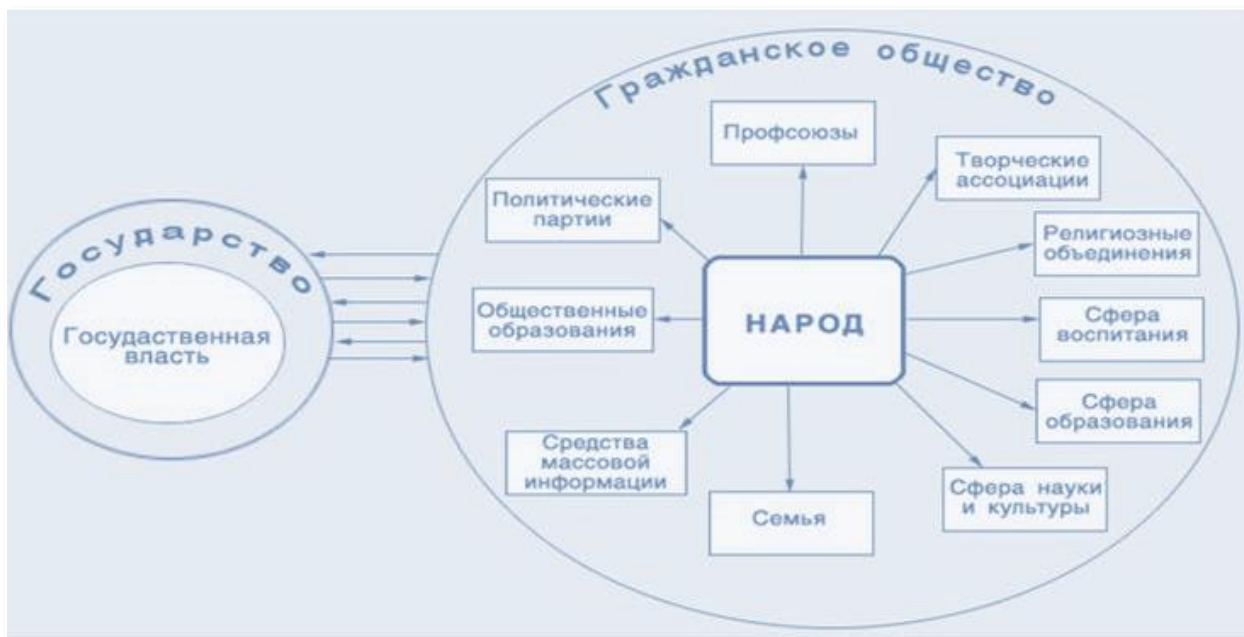 Гражданское общество
Профсоюзы
Творческие
ассоциации
Политические
партии
Религиозные
объединения
Государство
Госудаственная
власть
Общественные
образования
НАРОД
Сфера
воспитания
Сфера
образования
Средства
массовой
информации
Семья
Сфера науки
и культуры